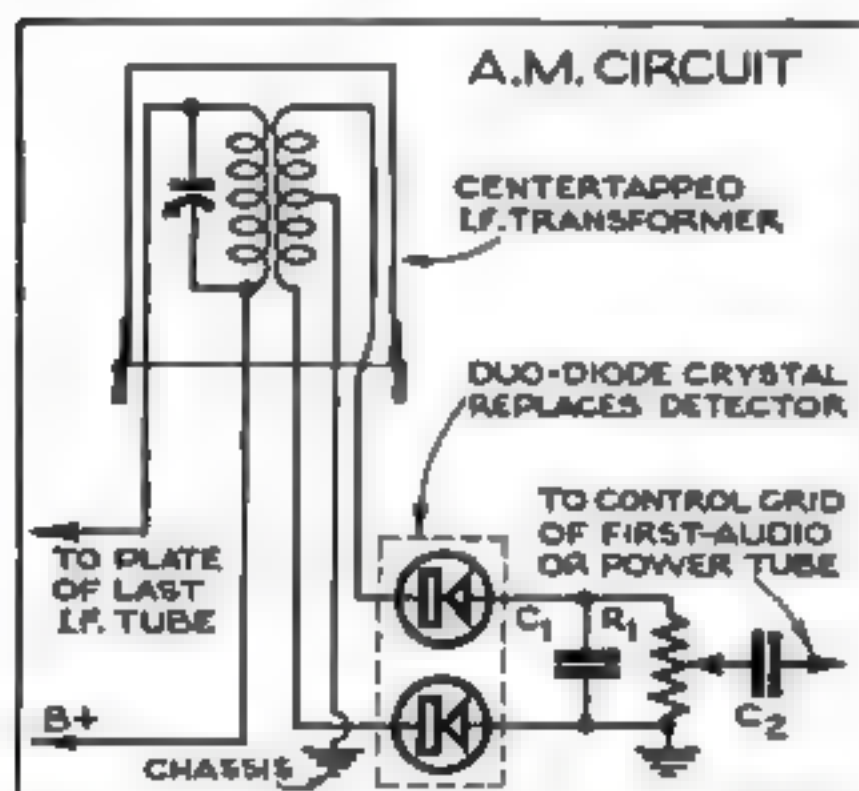 A.M. CIRCUIT
CENTERTAPPED
I.F. TRANSFORMER
DUO-DIODE CRYSTAL
REPLACES DETECTOR
TO CONTROL GRID
OF FIRST-AUDIO
OR POWER TUBE
TO PLATE
OF LAST
I.F. TUBE
C1
R1
C2
B+
CHASSIS